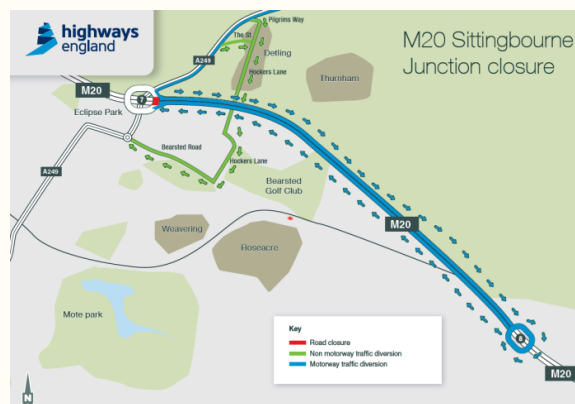 highways
england
M20 Sittingbourne
Junction closure
Pilgrims Way
The St
Detling
A249
Hockers Lane
Thurnham
M20
7
Eclipse Park
Bearsted Road
Hockers Lane
A249
Bearsted
Golf Club
M20
Weavering
Roseacre
Mote park
8
M20
Key
Road closure
Non motorway traffic diversion
Motorway traffic diversion
N